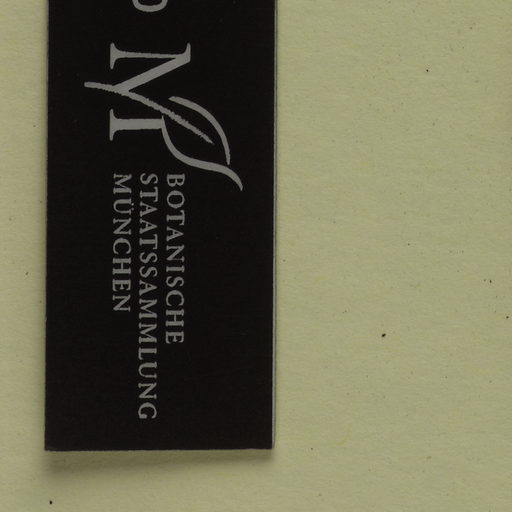 M
BOTANISCHE
STAATSSAMMLUNG
MÜNCHEN